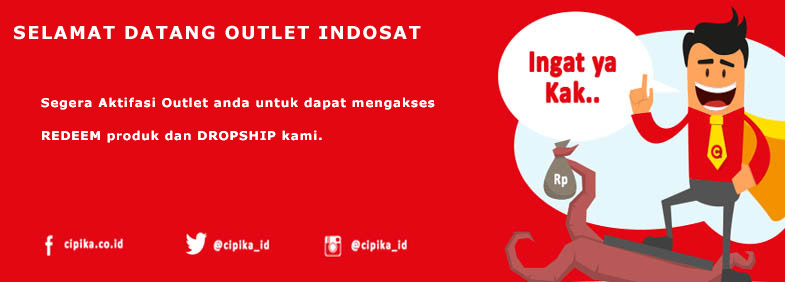 SELAMAT DATANG OUTLET INDOSAT
Segera Aktifasi Outlet anda untuk dapat mengakses
REDEEM produk dan DROPSHIP kami.
Ingat ya
Kak..
Rp
cipika.co.id
@cipika_id
@cipika_id